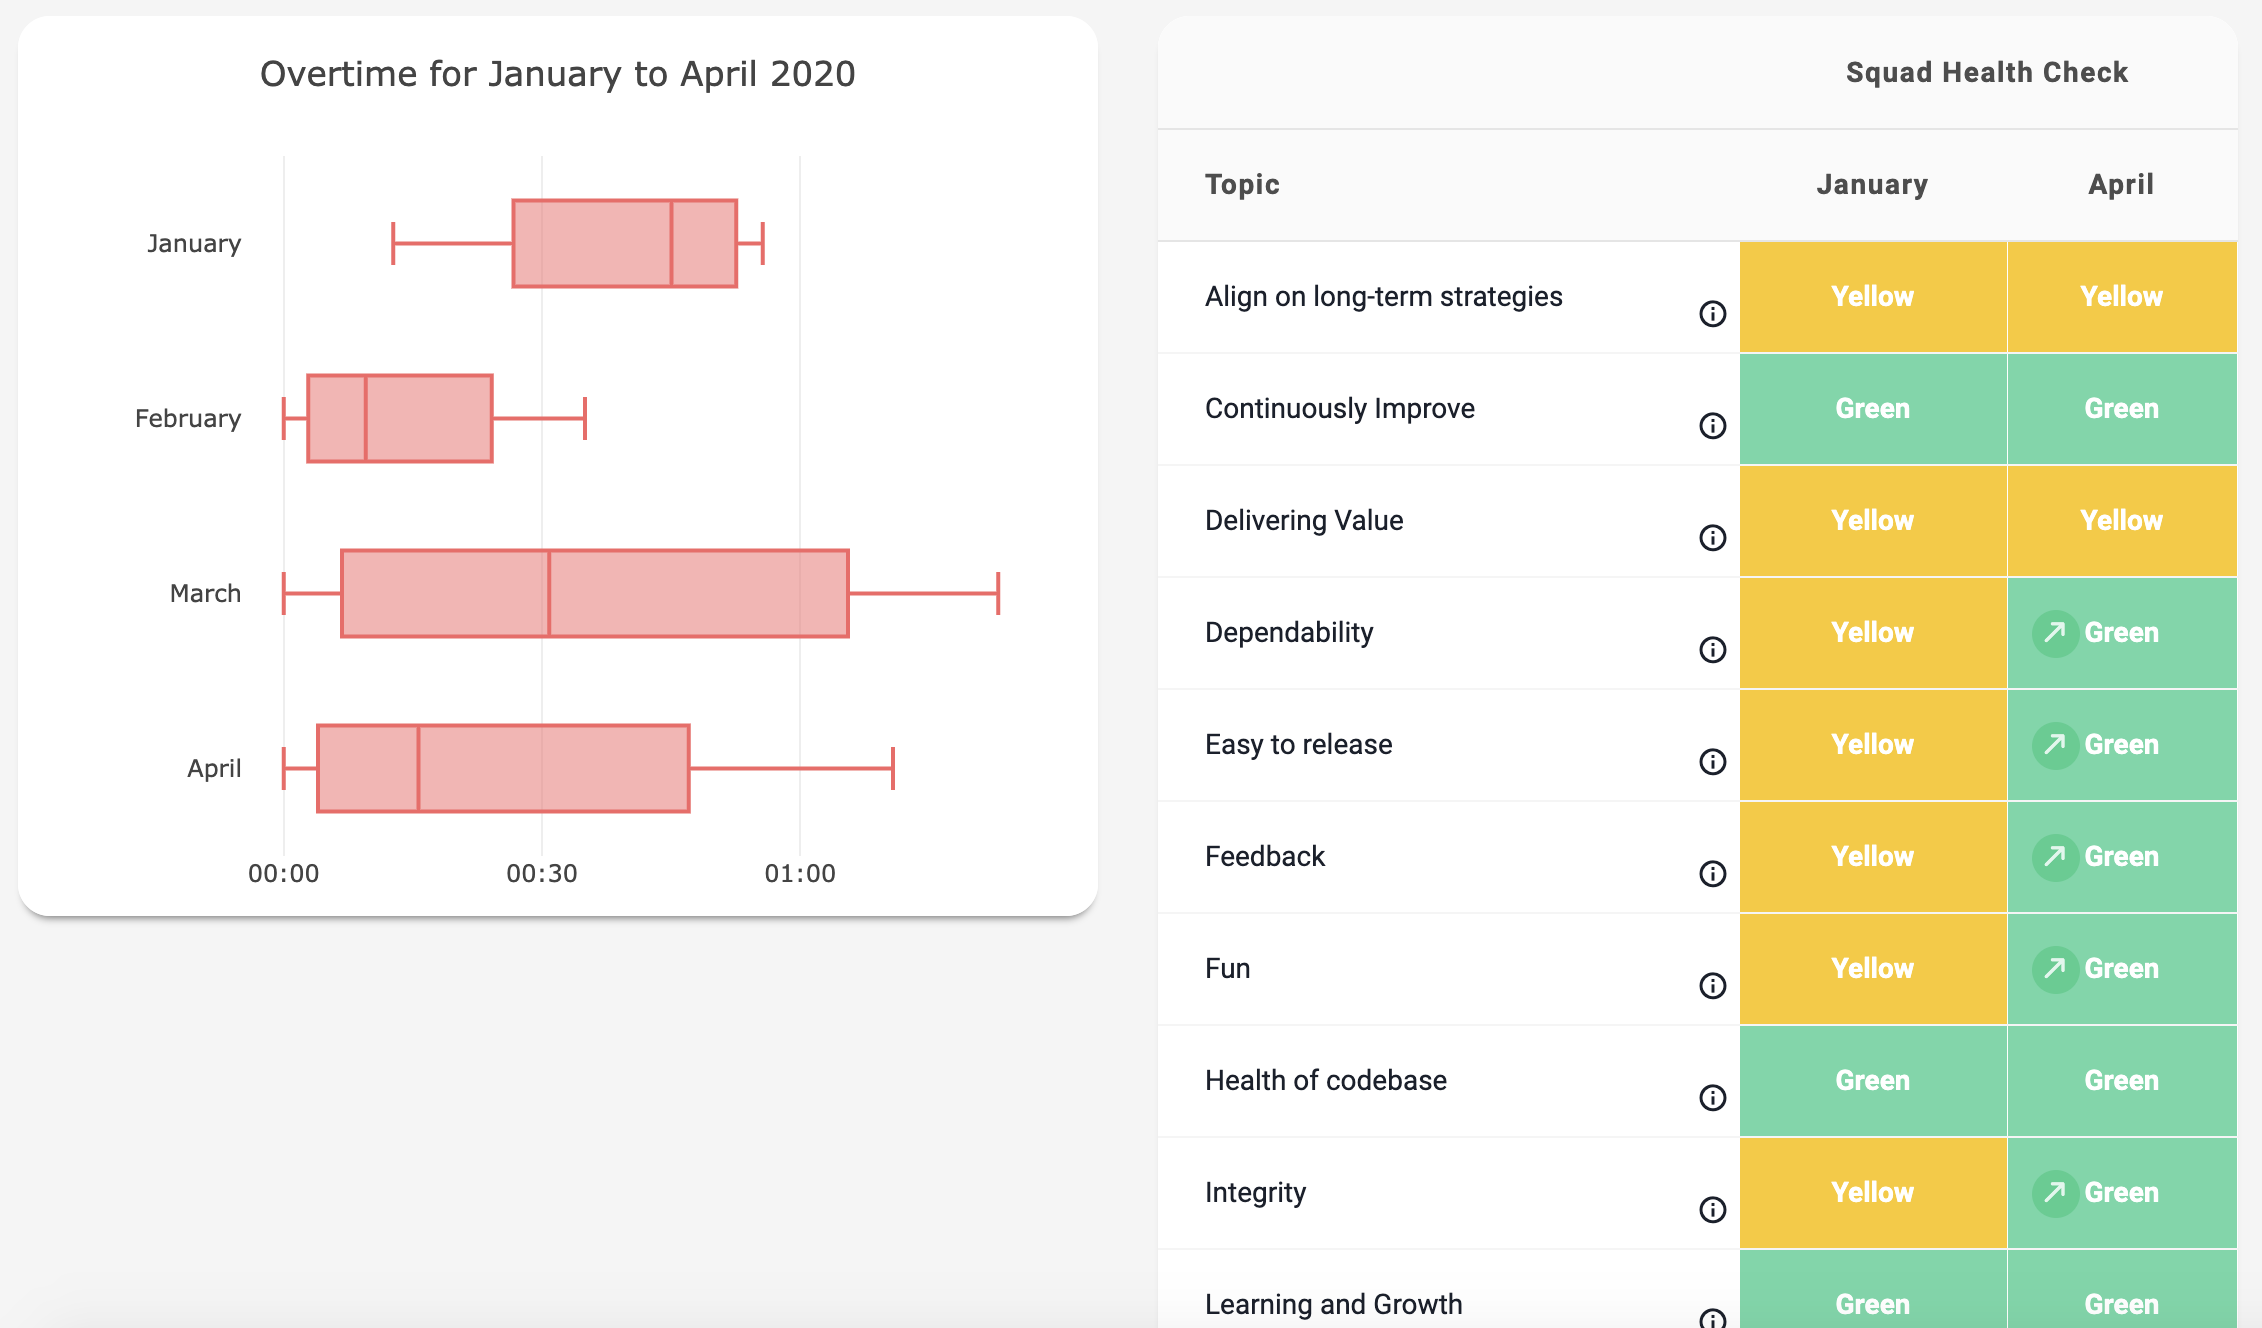 Overtime for January to April 2020
January
February
March
April
00:00 00:30 01:00
Squad Health Check
Topic January April
Align on long-term strategies Yellow Yellow
Continuously Improve Green Green
Delivering Value Yellow Yellow
Dependability Yellow Green
Easy to release Yellow Green
Feedback Yellow Green
Fun Yellow Green
Health of codebase Green Green
Integrity Yellow Green
Learning and Growth Green Green